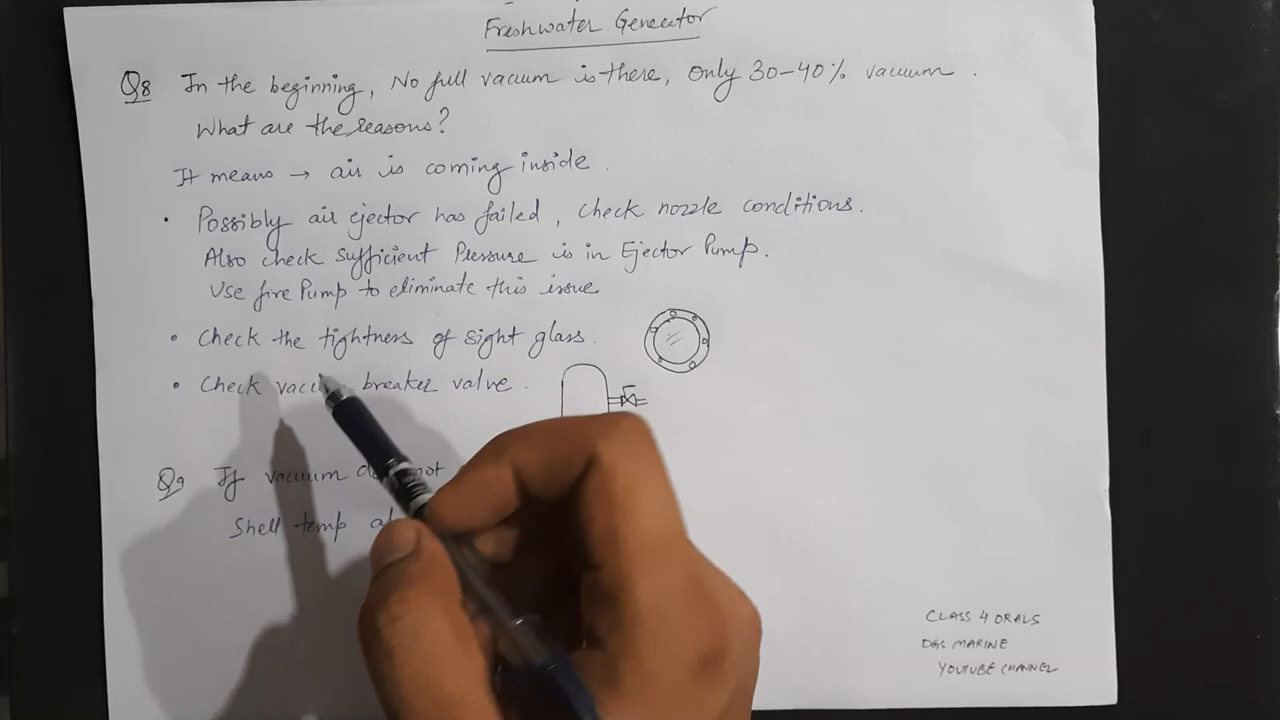 Freshwater Generator
Q8 In the beginning, No full vacuum is there, Only 30-40% vacuum.
What are the reasons?
It means → air is coming inside.
• Possibly air ejector has failed, check nozzle conditions.
Also check Sufficient Pressure is in Ejector Pump.
Use fire Pump to eliminate this issue
• Check the tightness of sight glass.
• Check breaker valve.
Q9 If vacuum not
Shell temp
CLASS 4 ORALS
DGS MARINE
YOUTUBE CHANNEL